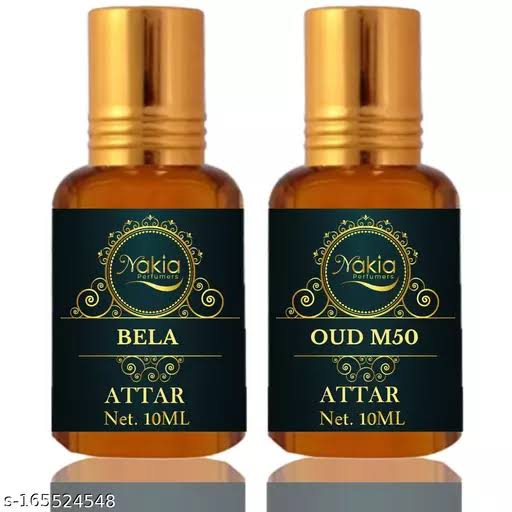 Nakia
Perfumers
BELA
ATTAR
Net. 10ML
Nakia
Perfumers
OUD M50
ATTAR
Net. 10ML
s-165524548